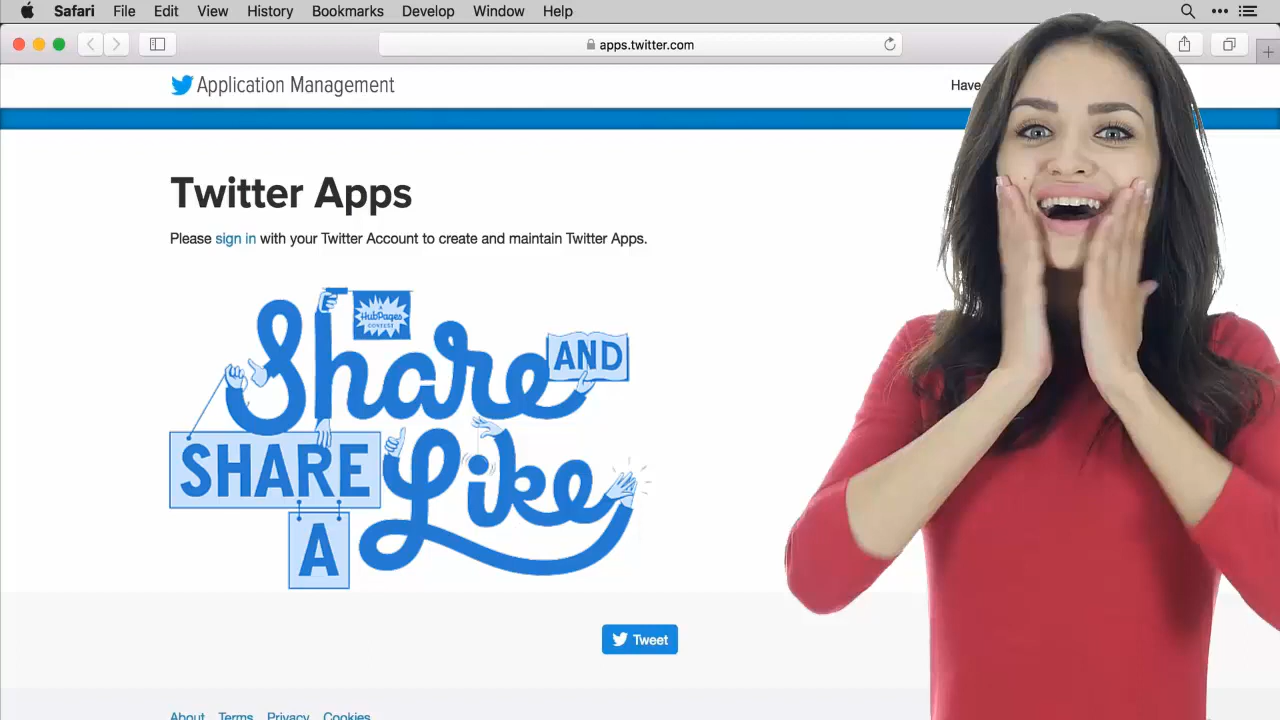 Safari File Edit View History Bookmarks Develop Window Help
apps.twitter.com
Application Management
Have
Twitter Apps
Please sign in with your Twitter Account to create and maintain Twitter Apps.
A
HubPages
CONTEST
Share
AND
SHARE
Like
A
Tweet
About Terms Privacy Cookies